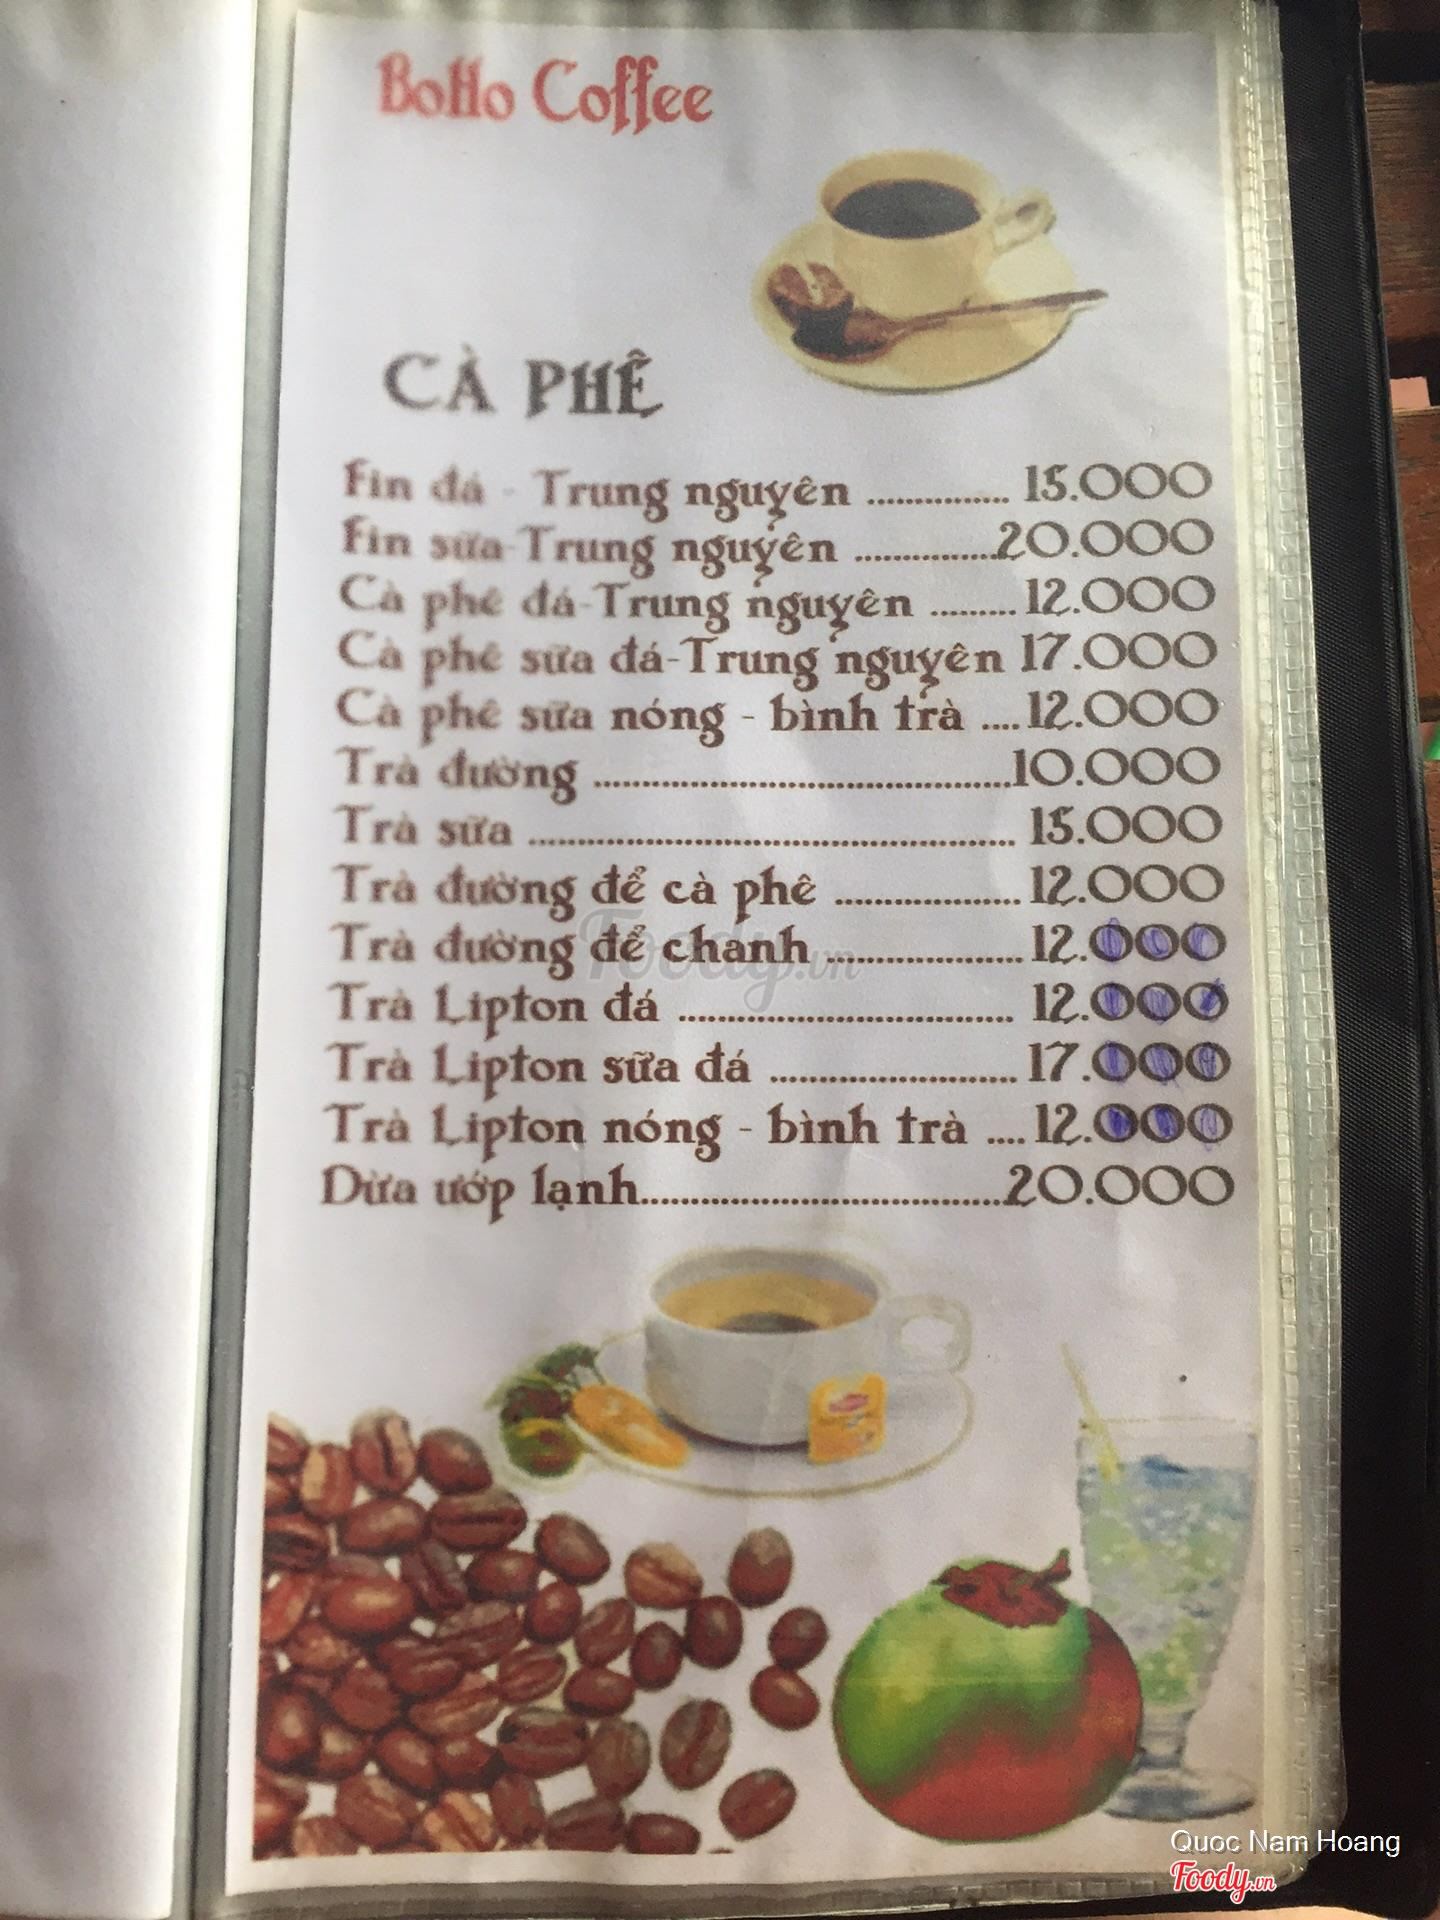 BoHo Coffee
CÀ PHÊ
Fin đá - Trung nguyên ............... 15.000
Fin sữa-Trung nguyên ...............20.000
Cà phê đá-Trung nguyên ......... 12.000
Cà phê sữa đá-Trung nguyên 17.000
Cà phê sữa nóng - bình trà .... 12.000
Trà đường ..........................................10.000
Trà sữa ................................................. 15.000
Trà đường để cà phê ................... 12.000
Trà đường để chanh .................... 12.000
Trà Lipton đá .................................. 12.000
Trà Lipton sữa đá ......................... 17.000
Trà Lipton nóng - bình trà .... 12.000
Dừa ướp lạnh.....................................20.000
Foody.vn
Quoc Nam Hoang
Foody.vn